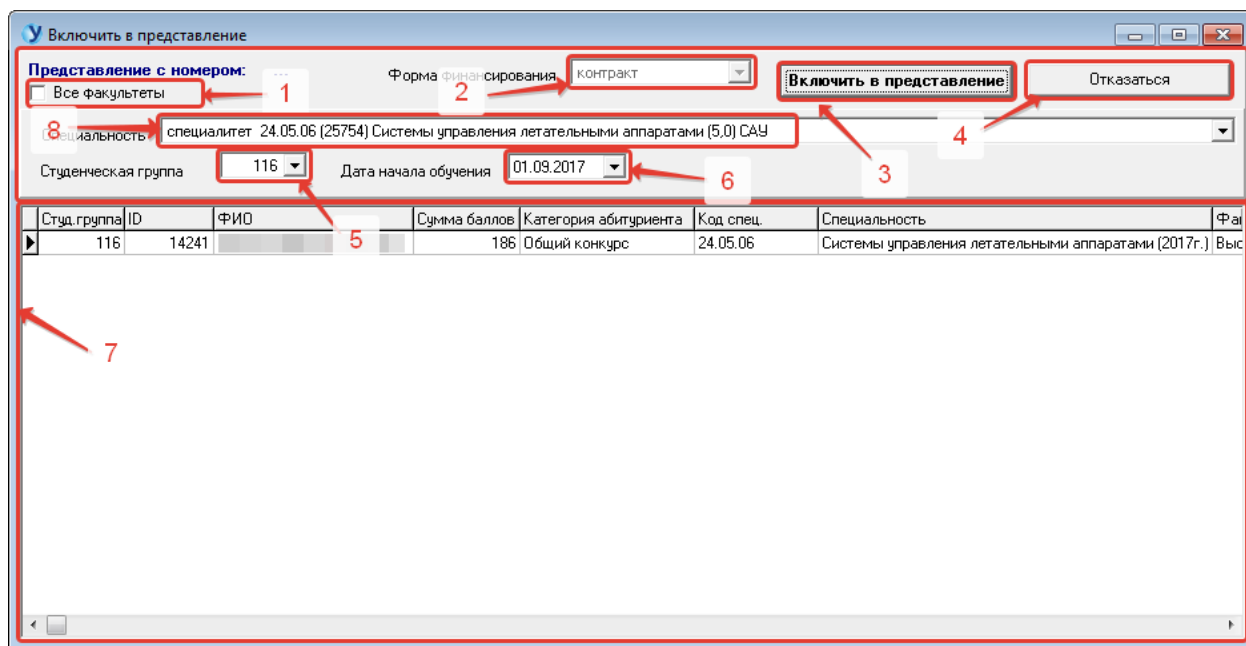 Включить в представление
Представление с номером: ...
Форма финансирования контракт
Включить в представление
Отказаться
Все факультеты
1
2
3
4
8
Специальность специалитет 24.05.06 (25754) Системы управления летательными аппаратами (5,0) САУ
Студенческая группа 116 Дата начала обучения 01.09.2017
6
5
Студ.группа ID ФИО Сумма баллов Категория абитуриента Код спец. Специальность Фа
116 14241 186 Общий конкурс 24.05.06 Системы управления летательными аппаратами (2017г.) Выс
7